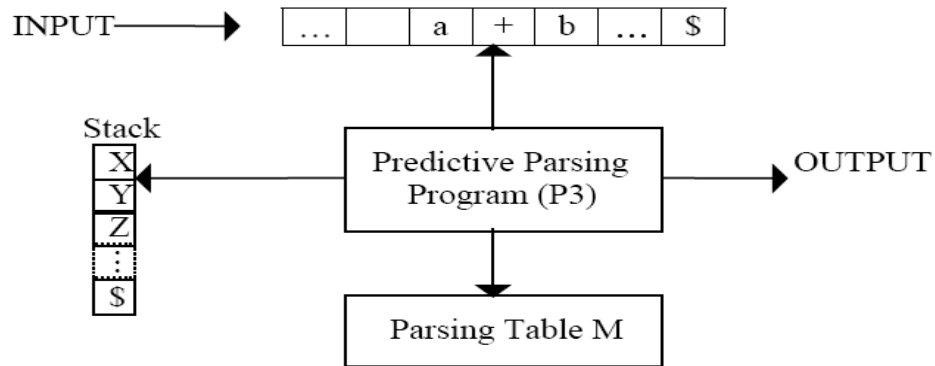 INPUT
… a + b … $
Stack
X
Y
Z
⋮
$
Predictive Parsing
Program (P3)
OUTPUT
Parsing Table M